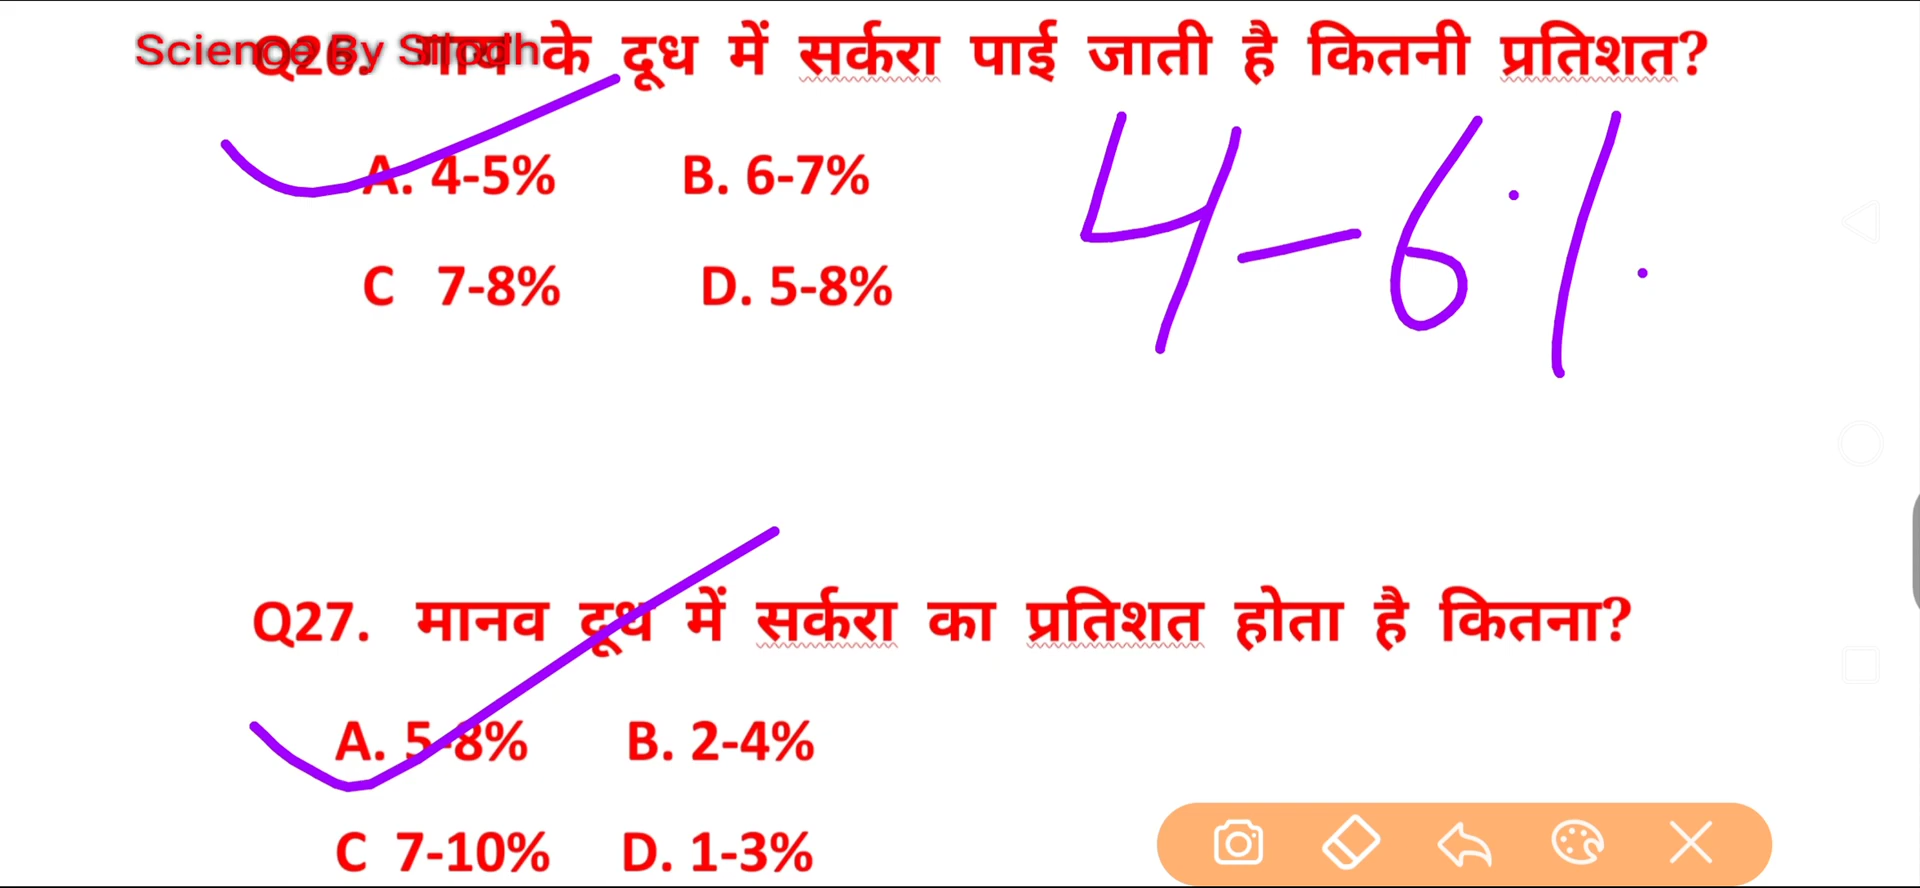 Science By Silodh
Q26. गाय के दूध में सर्करा पाई जाती है कितनी प्रतिशत?
A. 4-5% B. 6-7%
4-6%
C 7-8% D. 5-8%
Q27. मानव दूध में सर्करा का प्रतिशत होता है कितना?
A. 5-8% B. 2-4%
C 7-10% D. 1-3%